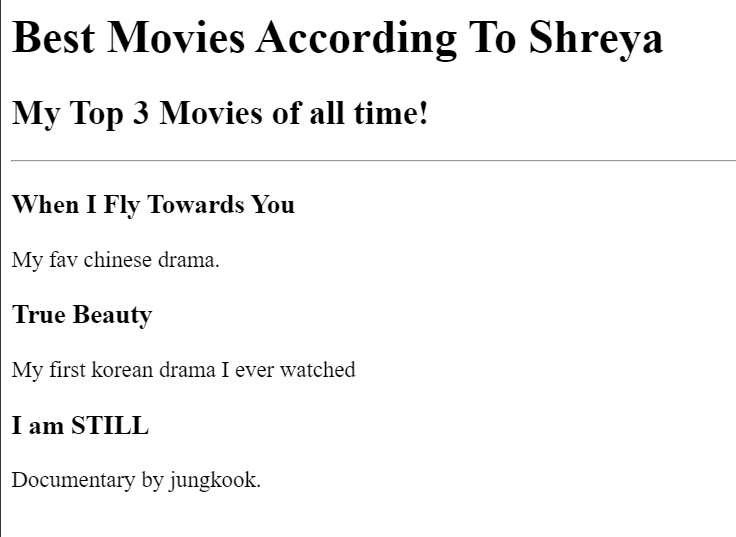 Best Movies According To Shreya
My Top 3 Movies of all time!
When I Fly Towards You
My fav chinese drama.
True Beauty
My first korean drama I ever watched
I am STILL
Documentary by jungkook.